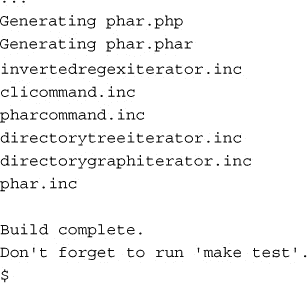 ...
Generating phar.php
Generating phar.phar
invertedregexiterator.inc
clicommand.inc
pharcommand.inc
directorytreeiterator.inc
directorygraphiterator.inc
phar.inc
Build complete.
Don't forget to run 'make test'.
$